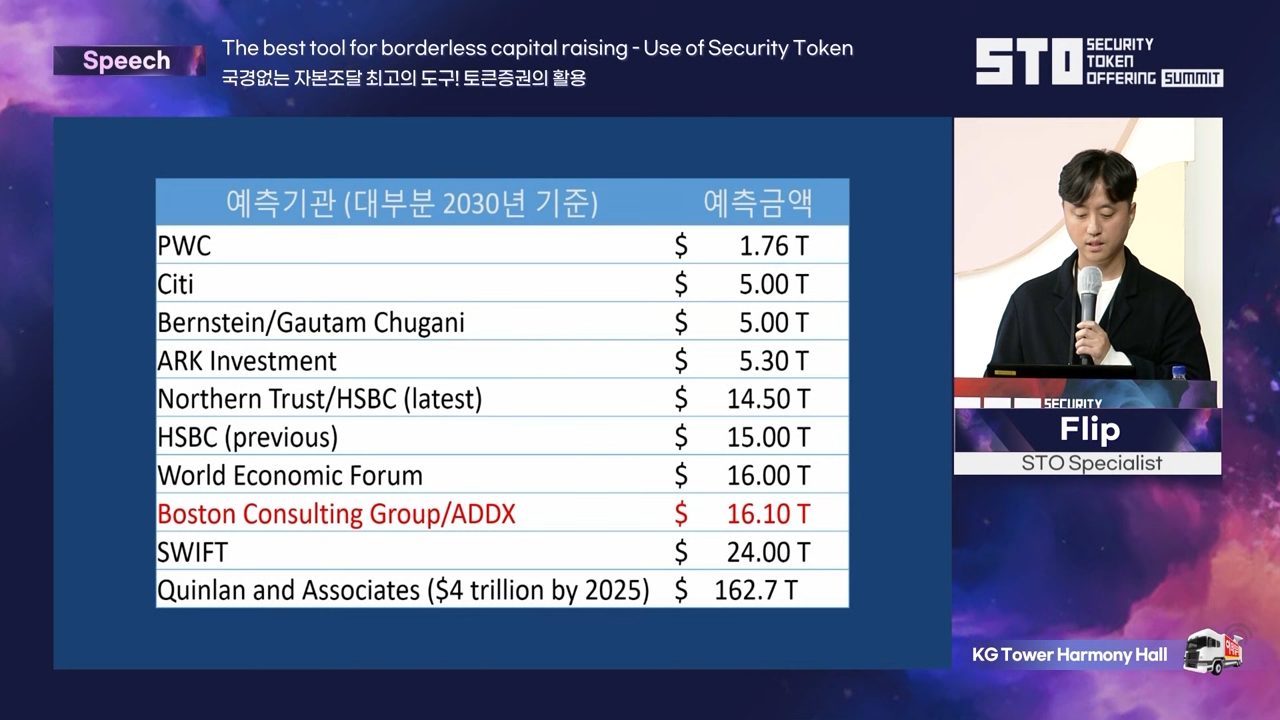 Speech
The best tool for borderless capital raising - Use of Security Token
국경없는 자본조달 최고의 도구! 토큰증권의 활용
STO SECURITY
TOKEN
OFFERING SUMMIT
예측기관 (대부분 2030년 기준) 예측금액
PWC $ 1.76 T
Citi $ 5.00 T
Bernstein/Gautam Chugani $ 5.00 T
ARK Investment $ 5.30 T
Northern Trust/HSBC (latest) $ 14.50 T
HSBC (previous) $ 15.00 T
World Economic Forum $ 16.00 T
Boston Consulting Group/ADDX $ 16.10 T
SWIFT $ 24.00 T
Quinlan and Associates ($4 trillion by 2025) $ 162.7 T
SECURITY
Flip
STO Specialist
KG Tower Harmony Hall